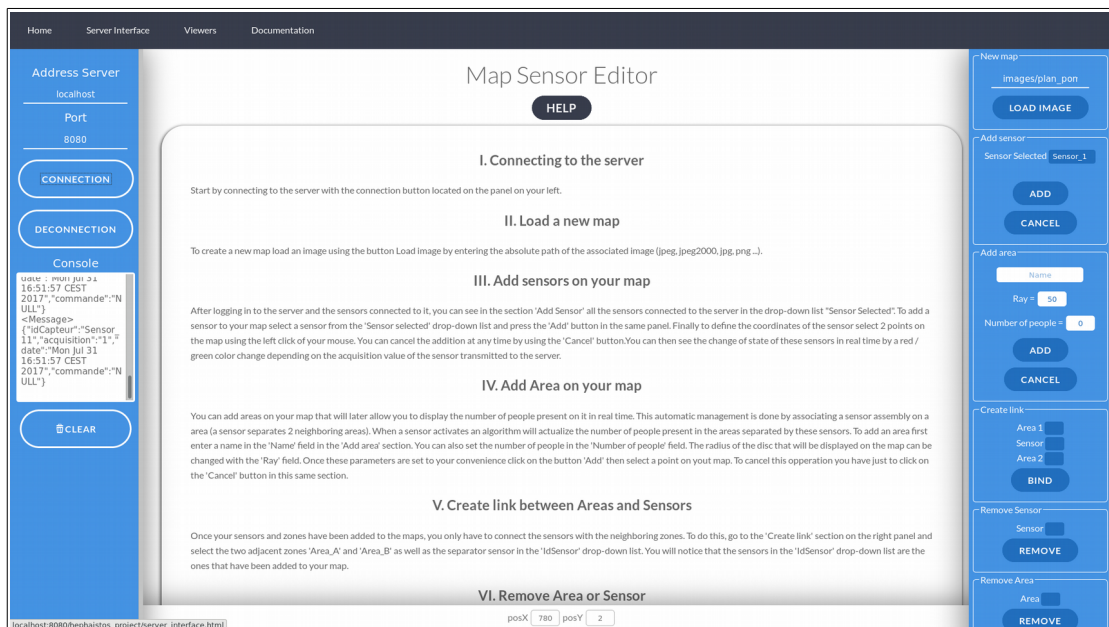 Home Server Interface Viewers Documentation
Address Server
localhost
Port
8080
CONNECTION
DECONNECTION
Console
date":"Mon Jul 31
16:51:57 CEST
2017","commande":"N
ULL"}
<Message>
{"idCapteur":"Sensor_
11","acquisition":"1","
date":"Mon Jul 31
16:51:57 CEST
2017","commande":"N
ULL"}
CLEAR
Map Sensor Editor
HELP
I. Connecting to the server
Start by connecting to the server with the connection button located on the panel on your left.
II. Load a new map
To create a new map load an image using the button Load image by entering the absolute path of the associated image (jpeg, jpeg2000, jpg, png ...).
III. Add sensors on your map
After logging in to the server and the sensors connected to it, you can see in the section 'Add Sensor' all the sensors connected to the server in the drop-down list "Sensor Selected". To add a
sensor to your map select a sensor from the 'Sensor selected' drop-down list and press the 'Add' button in the same panel. Finally to define the coordinates of the sensor select 2 points on
the map using the left click of your mouse. You can cancel the addition at any time by using the 'Cancel' button.You can then see the change of state of these sensors in real time by a red /
green color change depending on the acquisition value of the sensor transmitted to the server.
IV. Add Area on your map
You can add areas on your map that will later allow you to display the number of people present on it in real time. This automatic management is done by associating a sensor assembly on a
area (a sensor separates 2 neighboring areas). When a sensor activates an algorithm will actualize the number of people present in the areas separated by these sensors. To add an area first
enter a name in the 'Name' field in the 'Add area' section. You can also set the number of people in the 'Number of people' field. The radius of the disc that will be displayed on the map can be
changed with the 'Ray' field. Once these parameters are set to your convenience click on the button 'Add' then select a point on yout map. To cancel this opperation you have just to click on
the 'Cancel' button in this same section.
V. Create link between Areas and Sensors
Once your sensors and zones have been added to the maps, you only have to connect the sensors with the neighboring zones. To do this, go to the 'Create link' section on the right panel and
select the two adjacent zones 'Area_A' and 'Area_B' as well as the separator sensor in the 'IdSensor' drop-down list. You will notice that the sensors in the 'IdSensor' drop-down list are the
ones that have been added to your map.
VI. Remove Area or Sensor
posX 780 posY 2
localhost:8080/hephaistos_project/server_interface.html
New map
images/plan_pon
LOAD IMAGE
Add sensor
Sensor Selected Sensor_1
ADD
CANCEL
Add area
Name
Ray = 50
Number of people = 0
ADD
CANCEL
Create link
Area 1
Sensor
Area 2
BIND
Remove Sensor
Sensor
REMOVE
Remove Area
Area
REMOVE